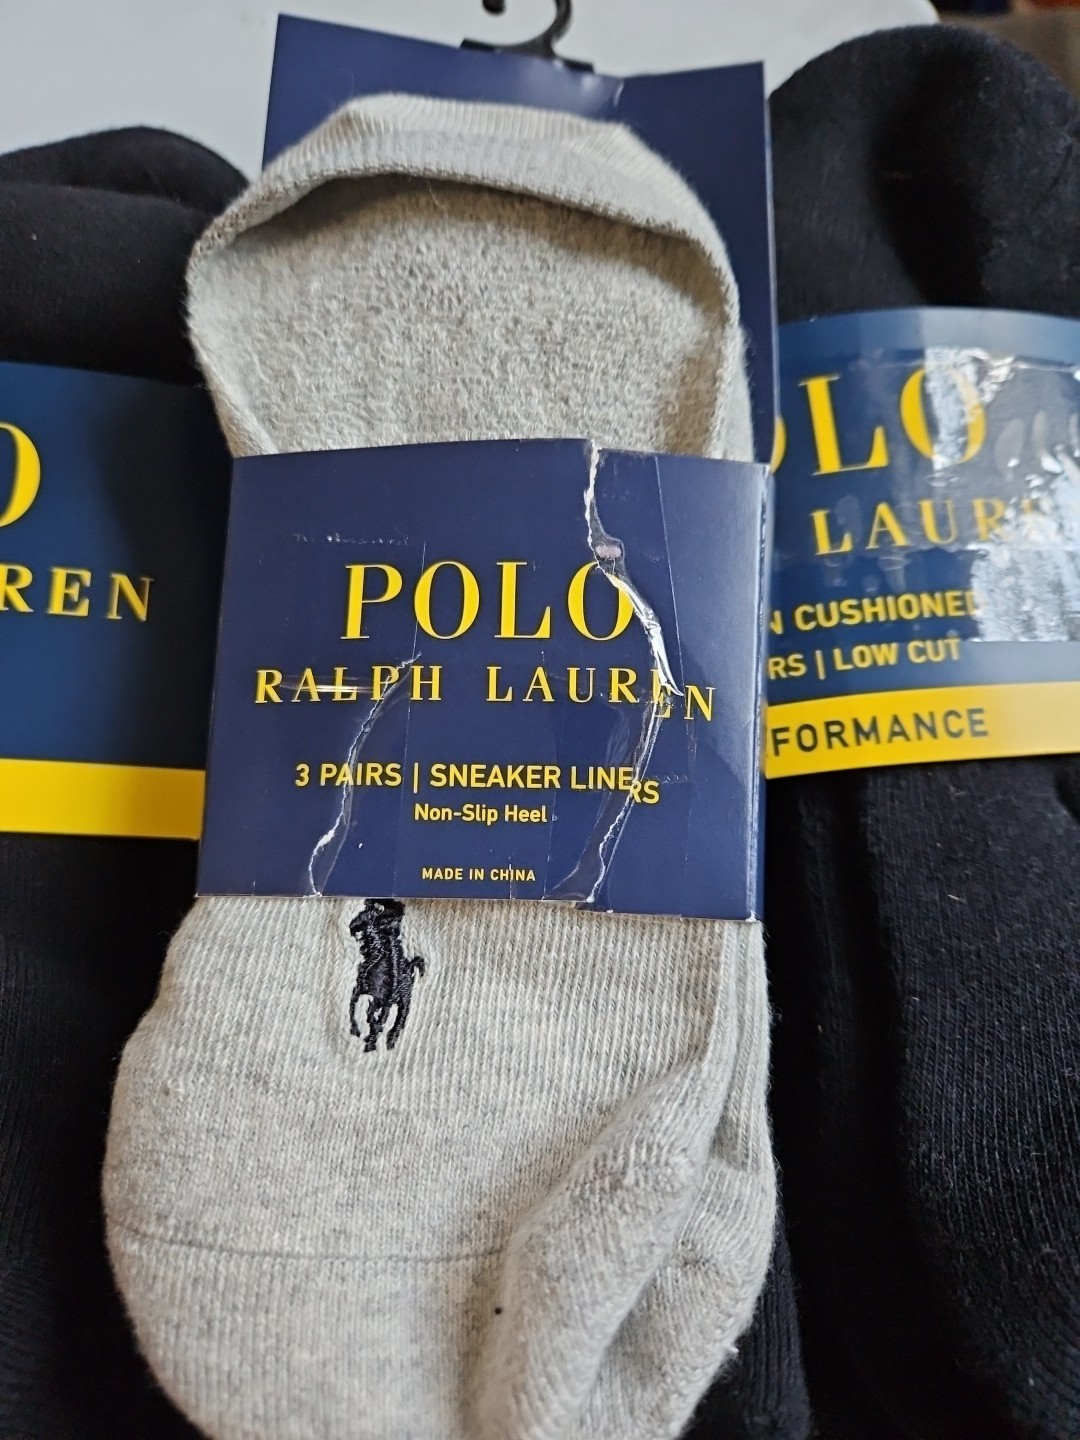 O
REN
POLO
RALPH LAUREN
3 PAIRS | SNEAKER LINERS
Non-Slip Heel
MADE IN CHINA
OLO
LAUR
N CUSHIONED
RS | LOW CUT
FORMANCE